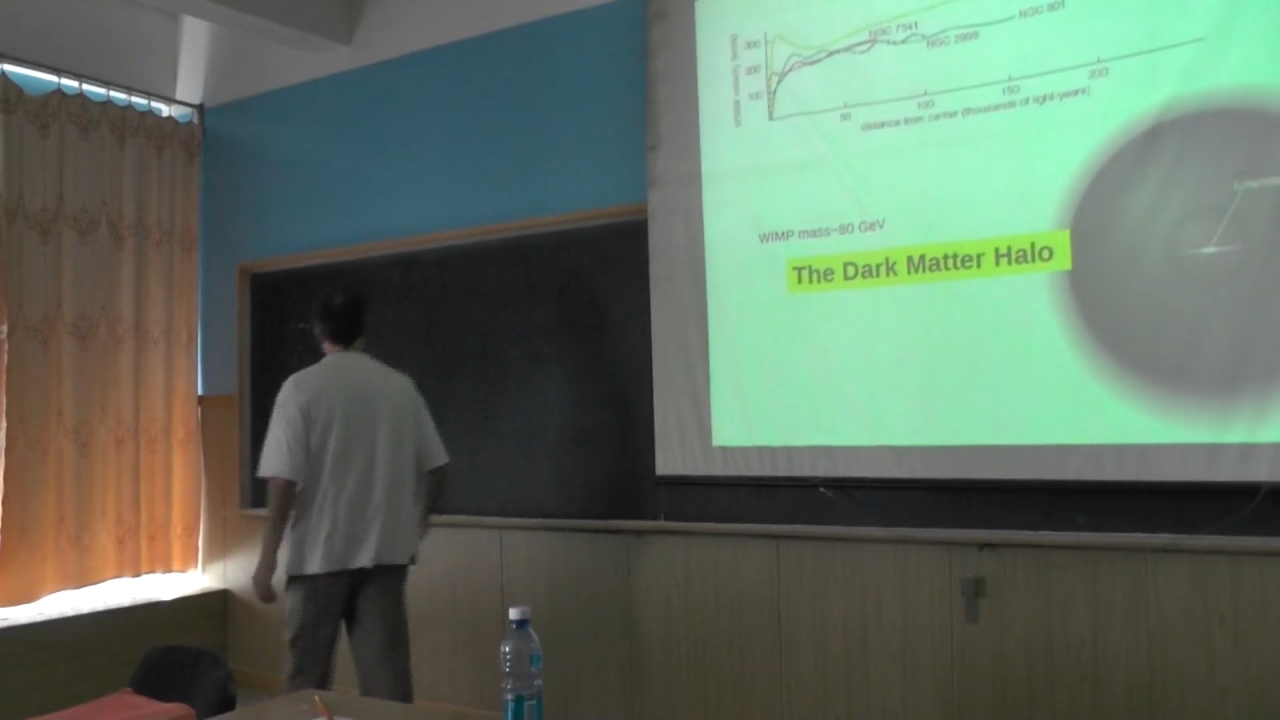 NGC 801
NGC 7541
NGC 2998
300
200
100
50
100
150
200
distance from center (thousands of light-years)
WIMP mass~80 GeV
The Dark Matter Halo